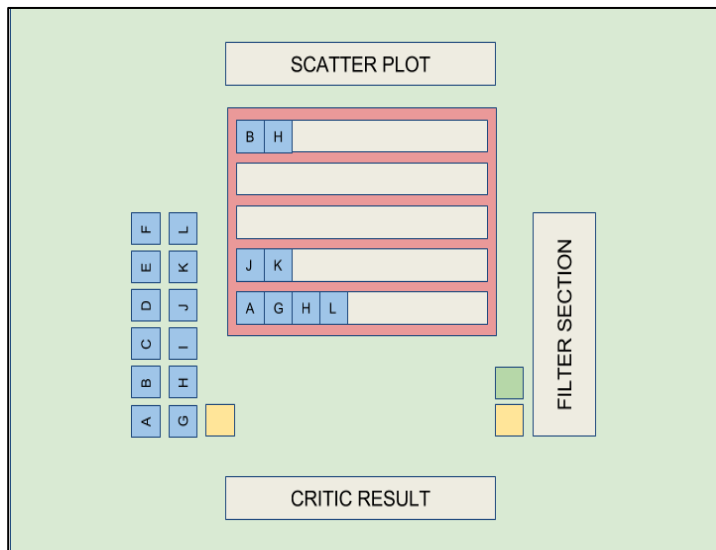 SCATTER PLOT
B H
J K
A G H L
F L
E K
D J
C I
B H
A G
FILTER SECTION
CRITIC RESULT